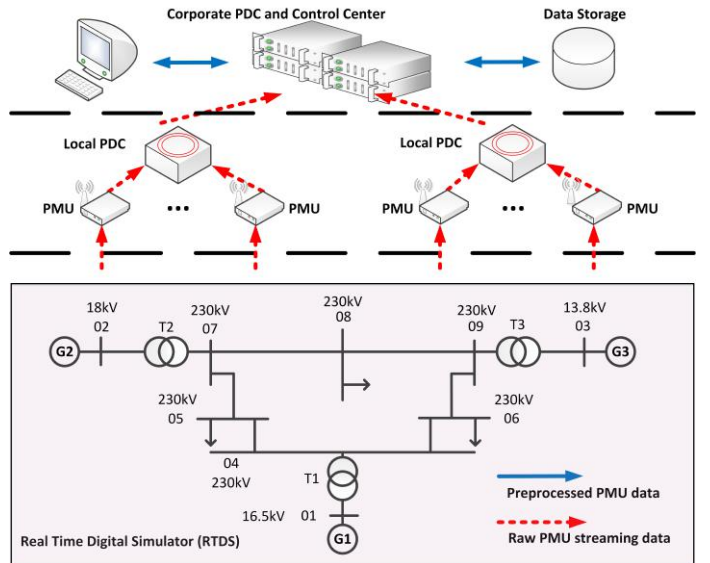 Corporate PDC and Control Center
Data Storage
Local PDC
Local PDC
PMU
...
PMU
PMU
...
PMU
18kV
02
T2
230kV
07
230kV
08
230kV
09
T3
13.8kV
03
G2
G3
230kV
05
230kV
06
04
230kV
T1
16.5kV
01
G1
Preprocessed PMU data
Raw PMU streaming data
Real Time Digital Simulator (RTDS)